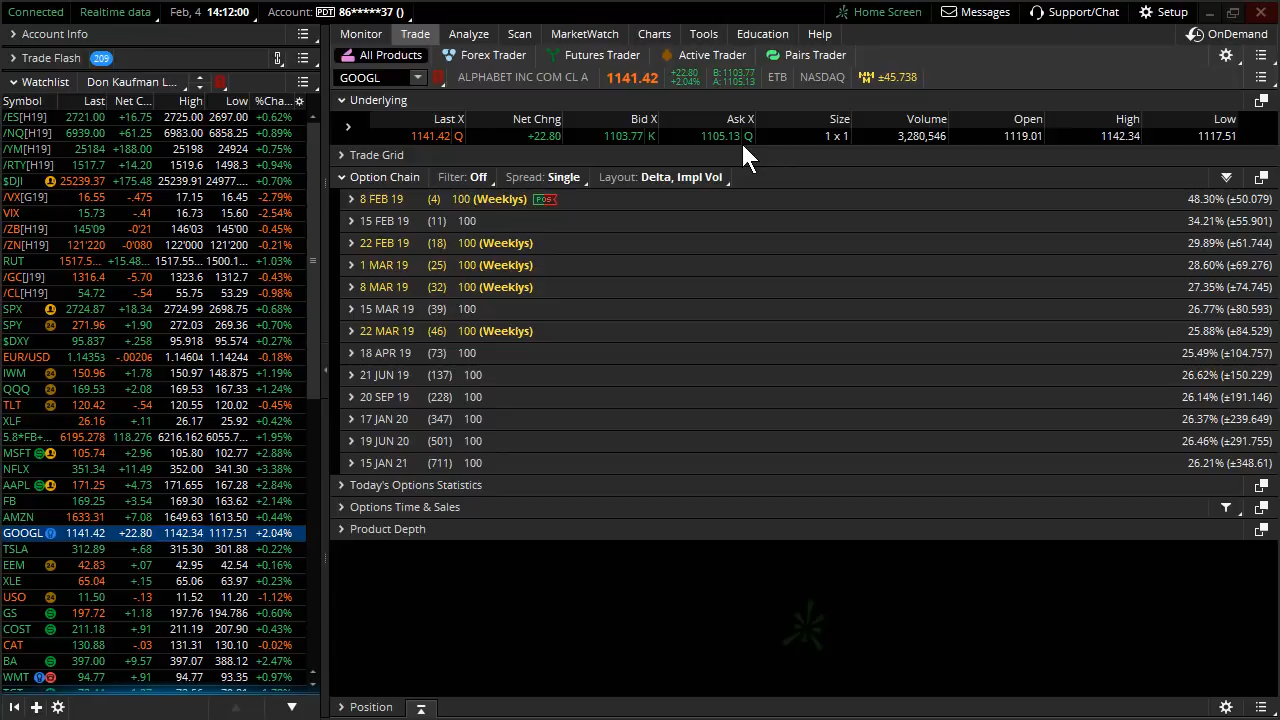 Connected Realtime data Feb, 4 14:12:00 Account: PDT 86*****37 () Home Screen Messages Support/Chat Setup
Account Info
Trade Flash 209
Watchlist Don Kaufman L...
Symbol Last Net C... High Low %Cha...
/ES[H19] 2721.00 +16.75 2725.00 2697.00 +0.62%
/NQ[H19] 6939.00 +61.25 6983.00 6858.25 +0.89%
/YM[H19] 25184 +188.00 25198 24924 +0.75%
/RTY[H19] 1517.7 +14.20 1519.6 1498.3 +0.94%
$DJI 25239.37 +175.48 25239.91 24977.... +0.70%
/VX[G19] 16.55 -.475 17.15 16.45 -2.79%
VIX 15.73 -.41 16.73 15.60 -2.54%
/ZB[H19] 145'09 -0'21 146'03 145'00 -0.45%
/ZN[H19] 121'220 -0'080 122'000 121'200 -0.21%
RUT 1517.5... +15.48... 1517.55... 1500.1... +1.03%
/GC[J19] 1316.4 -5.70 1323.6 1312.7 -0.43%
/CL[H19] 54.72 -.54 55.75 53.29 -0.98%
SPX 2724.87 +18.34 2724.99 2698.75 +0.68%
SPY 24 271.96 +1.90 272.03 269.36 +0.70%
$DXY 95.837 +.258 95.918 95.574 +0.27%
EUR/USD 1.14353 -.00206 1.14604 1.14244 -0.18%
IWM 24 150.96 +1.78 150.97 148.875 +1.19%
QQQ 24 169.53 +2.08 169.53 167.33 +1.24%
TLT 24 120.42 -.54 120.55 120.02 -0.45%
XLF 26.16 +.11 26.17 25.92 +0.42%
5.8*FB+... 6195.278 118.276 6216.162 6055.7... +1.95%
MSFT 105.74 +2.96 105.80 102.77 +2.88%
NFLX 351.34 +11.49 352.00 341.30 +3.38%
AAPL 171.25 +4.73 171.655 167.28 +2.84%
FB 169.25 +3.54 169.30 163.62 +2.14%
AMZN 1633.31 +7.08 1649.63 1613.50 +0.44%
GOOGL 1141.42 +22.80 1142.34 1117.51 +2.04%
TSLA 312.89 +.68 315.30 301.88 +0.22%
EEM 24 42.83 +.07 42.95 42.54 +0.16%
XLE 65.04 +.15 65.06 63.97 +0.23%
USO 24 11.50 -.13 11.52 11.20 -1.12%
GS 197.72 +1.18 197.76 194.786 +0.60%
COST 211.18 +.91 211.19 207.90 +0.43%
CAT 130.88 -.03 131.31 130.10 -0.02%
BA 397.00 +9.57 397.07 388.12 +2.47%
WMT 94.77 +.91 94.77 93.57 +0.97%
Monitor Trade Analyze Scan MarketWatch Charts Tools Education Help OnDemand
All Products Forex Trader Futures Trader Active Trader Pairs Trader
GOOGL ALPHABET INC COM CL A 1141.42 +22.80 +2.04% B: 1103.77 A: 1105.13 ETB NASDAQ ±45.738
Underlying
Last X Net Chng Bid X Ask X Size Volume Open High Low
1141.42 Q +22.80 1103.77 K 1105.13 Q 1 x 1 3,280,546 1119.01 1142.34 1117.51
Trade Grid
Option Chain Filter: Off Spread: Single Layout: Delta, Impl Vol
8 FEB 19 (4) 100 (Weeklys) POS 48.30% (±50.079)
15 FEB 19 (11) 100 34.21% (±55.901)
22 FEB 19 (18) 100 (Weeklys) 29.89% (±61.744)
1 MAR 19 (25) 100 (Weeklys) 28.60% (±69.276)
8 MAR 19 (32) 100 (Weeklys) 27.35% (±74.745)
15 MAR 19 (39) 100 26.77% (±80.593)
22 MAR 19 (46) 100 (Weeklys) 25.88% (±84.529)
18 APR 19 (73) 100 25.49% (±104.757)
21 JUN 19 (137) 100 26.62% (±150.229)
20 SEP 19 (228) 100 26.14% (±191.146)
17 JAN 20 (347) 100 26.37% (±239.649)
19 JUN 20 (501) 100 26.46% (±291.755)
15 JAN 21 (711) 100 26.21% (±348.61)
Today's Options Statistics
Options Time & Sales
Product Depth
Position